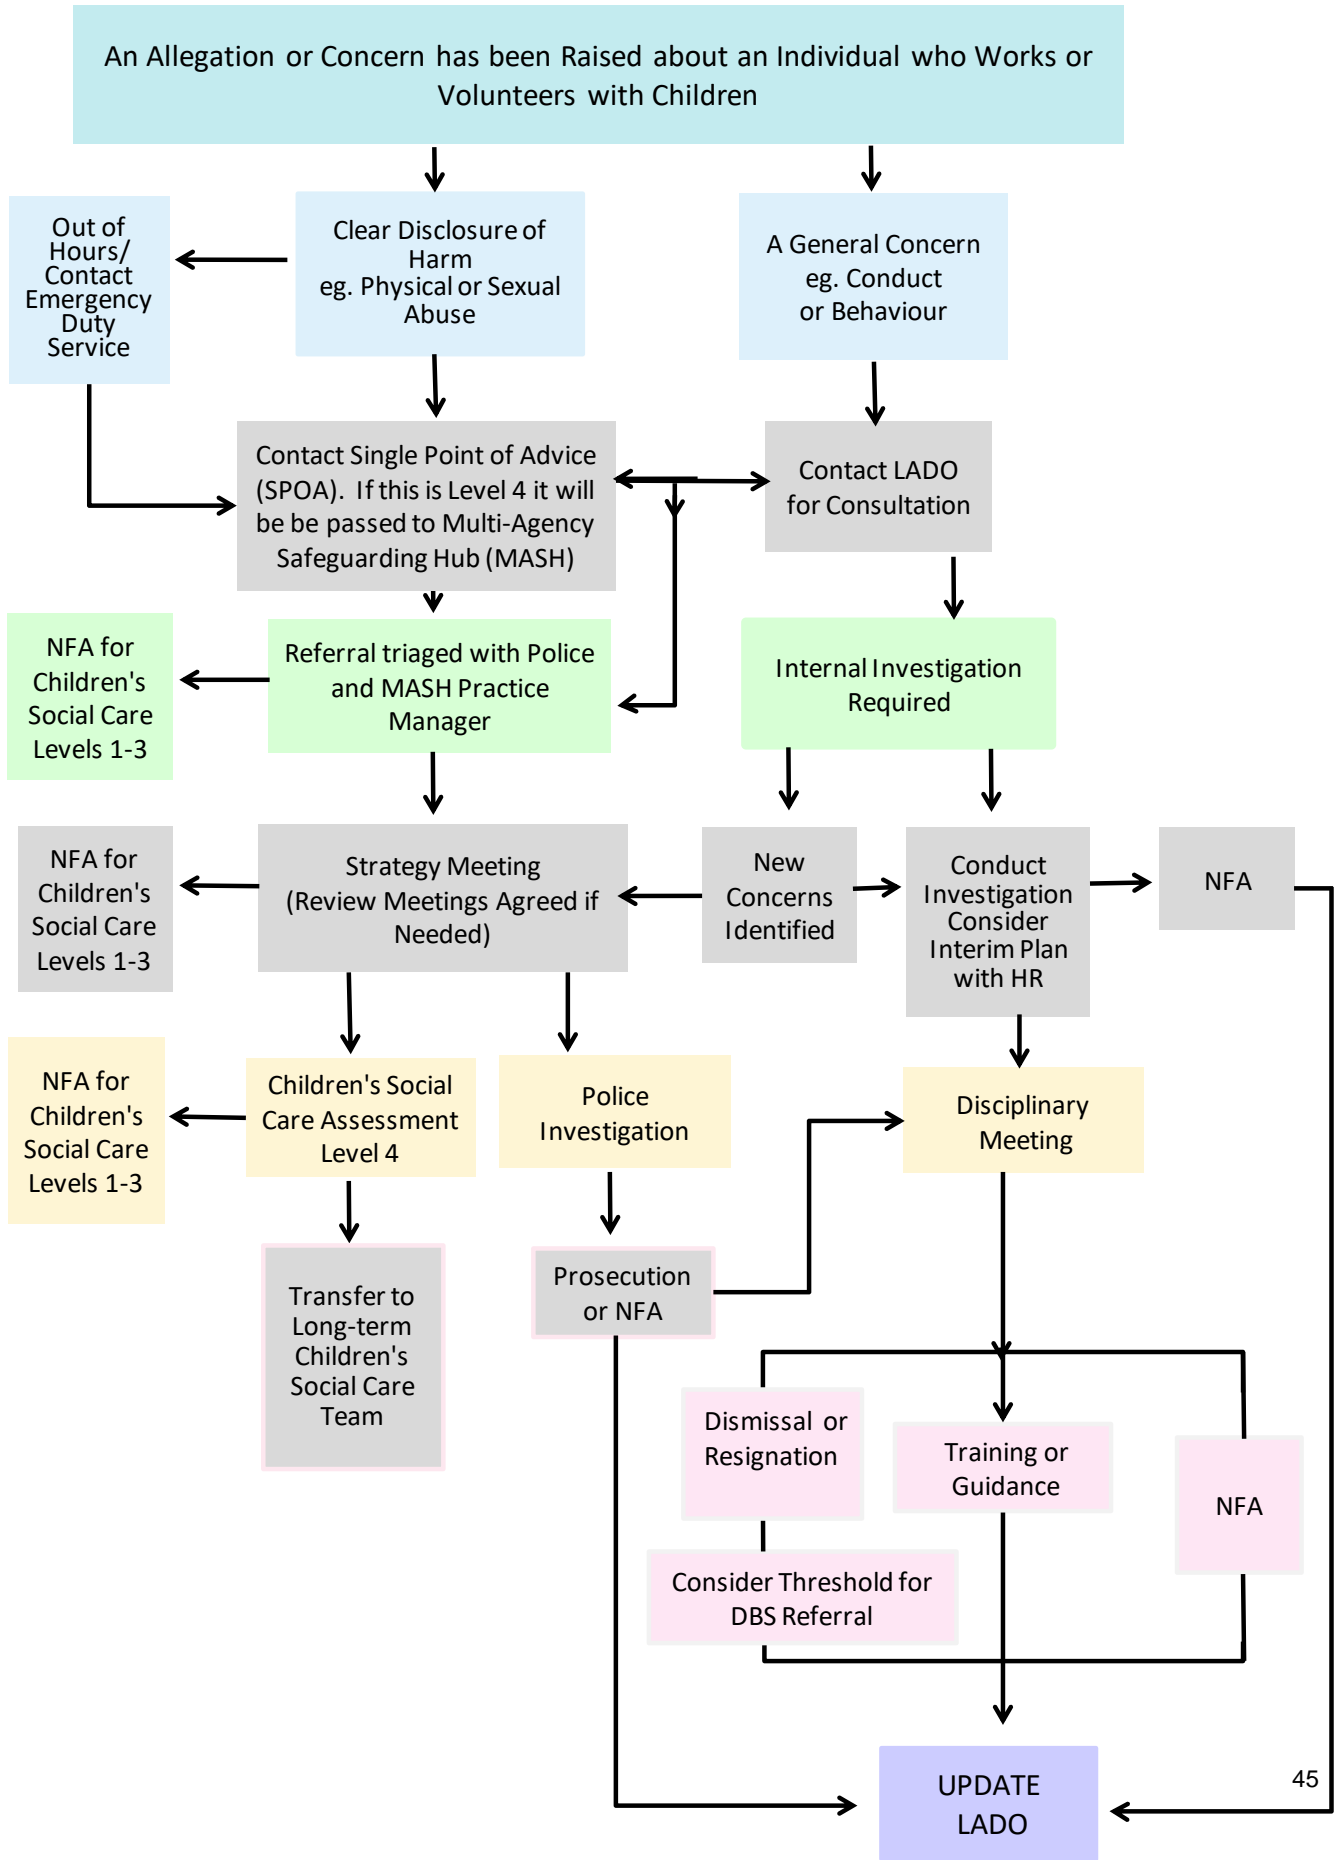 An Allegation or Concern has been Raised about an Individual who Works or
Volunteers with Children
Out of
Hours/
Contact
Emergency
Duty
Service
Clear Disclosure of
Harm
eg. Physical or Sexual
Abuse
A General Concern
eg. Conduct
or Behaviour
Contact Single Point of Advice
(SPOA). If this is Level 4 it will
be be passed to Multi-Agency
Safeguarding Hub (MASH)
Contact LADO
for Consultation
NFA for
Children's
Social Care
Levels 1-3
Referral triaged with Police
and MASH Practice
Manager
Internal Investigation
Required
NFA for
Children's
Social Care
Levels 1-3
Strategy Meeting
(Review Meetings Agreed if
Needed)
New
Concerns
Identified
Conduct
Investigation
Consider
Interim Plan
with HR
NFA
NFA for
Children's
Social Care
Levels 1-3
Children's Social
Care Assessment
Level 4
Police
Investigation
Disciplinary
Meeting
Transfer to
Long-term
Children's
Social Care
Team
Prosecution
or NFA
Dismissal or
Resignation
Training or
Guidance
NFA
Consider Threshold for
DBS Referral
UPDATE
LADO
45